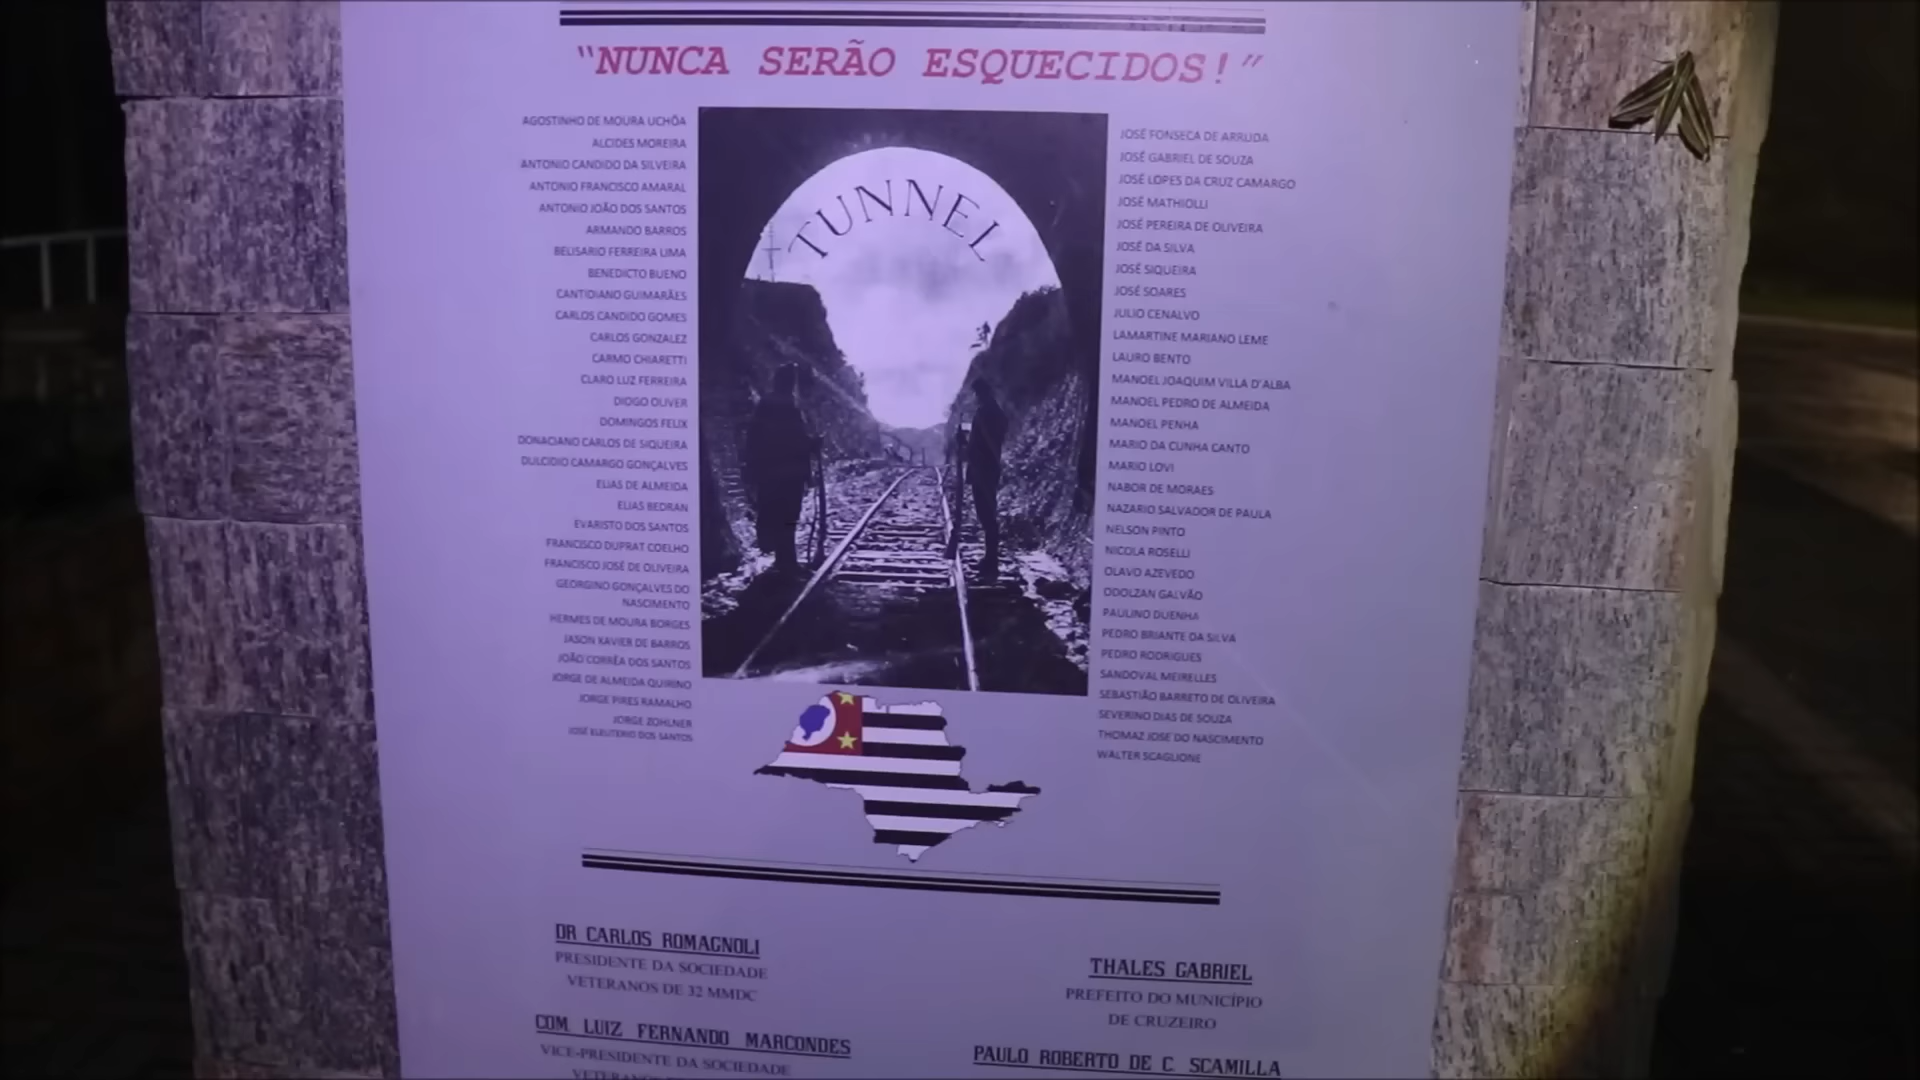 “NUNCA SERÃO ESQUECIDOS!”
AGOSTINHO DE MOURA UCHÔA
ALCIDES MOREIRA
ANTONIO CANDIDO DA SILVEIRA
ANTONIO FRANCISCO AMARAL
ANTONIO JOÃO DOS SANTOS
ARMANDO BARROS
BELISARIO FERREIRA LIMA
BENEDICTO BUENO
CANTIDIANO GUIMARÃES
CARLOS CANDIDO GOMES
CARLOS GONZALEZ
CARMO CHIARETTI
CLARO LUZ FERREIRA
DIOGO OLIVER
DOMINGOS FELIX
DONACIANO CARLOS DE SIQUEIRA
DULCIDIO CAMARGO GONÇALVES
ELIAS DE ALMEIDA
ELIAS BEDRAN
EVARISTO DOS SANTOS
FRANCISCO DUPRAT COELHO
FRANCISCO JOSÉ DE OLIVEIRA
GEORGINO GONÇALVES DO
NASCIMENTO
HERMES DE MOURA BORGES
JASON XAVIER DE BARROS
JOÃO CORRÊA DOS SANTOS
JORGE DE ALMEIDA QUIRINO
JORGE PIRES RAMALHO
JORGE ZOHLNER
JOSÉ ELEUTERIO DOS SANTOS
TUNNEL
JOSÉ FONSECA DE ARRUDA
JOSÉ GABRIEL DE SOUZA
JOSÉ LOPES DA CRUZ CAMARGO
JOSÉ MATHIOLLI
JOSÉ PEREIRA DE OLIVEIRA
JOSÉ DA SILVA
JOSÉ SIQUEIRA
JOSÉ SOARES
JULIO CENALVO
LAMARTINE MARIANO LEME
LAURO BENTO
MANOEL JOAQUIM VILLA D'ALBA
MANOEL PEDRO DE ALMEIDA
MANOEL PENHA
MARIO DA CUNHA CANTO
MARIO LOVI
NABOR DE MORAES
NAZARIO SALVADOR DE PAULA
NELSON PINTO
NICOLA ROSELLI
OLAVO AZEVEDO
ODOLZAN GALVÃO
PAULINO DUENHA
PEDRO BRIANTE DA SILVA
PEDRO RODRIGUES
SANDOVAL MEIRELLES
SEBASTIÃO BARRETO DE OLIVEIRA
SEVERINO DIAS DE SOUZA
THOMAZ JOSE DO NASCIMENTO
WALTER SCAGLIONE
DR CARLOS ROMAGNOLI
PRESIDENTE DA SOCIEDADE
VETERANOS DE 32 MMDC
COM. LUIZ FERNANDO MARCONDES
VICE-PRESIDENTE DA SOCIEDADE
THALES GABRIEL
PREFEITO DO MUNICÍPIO
DE CRUZEIRO
PAULO ROBERTO DE C. SCAMILLA